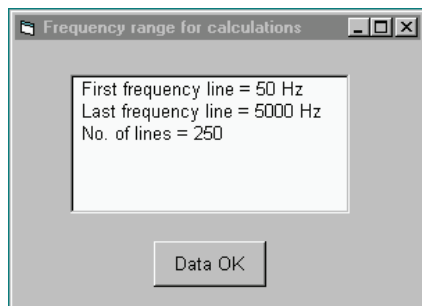 Frequency range for calculations
First frequency line = 50 Hz
Last frequency line = 5000 Hz
No. of lines = 250
Data OK